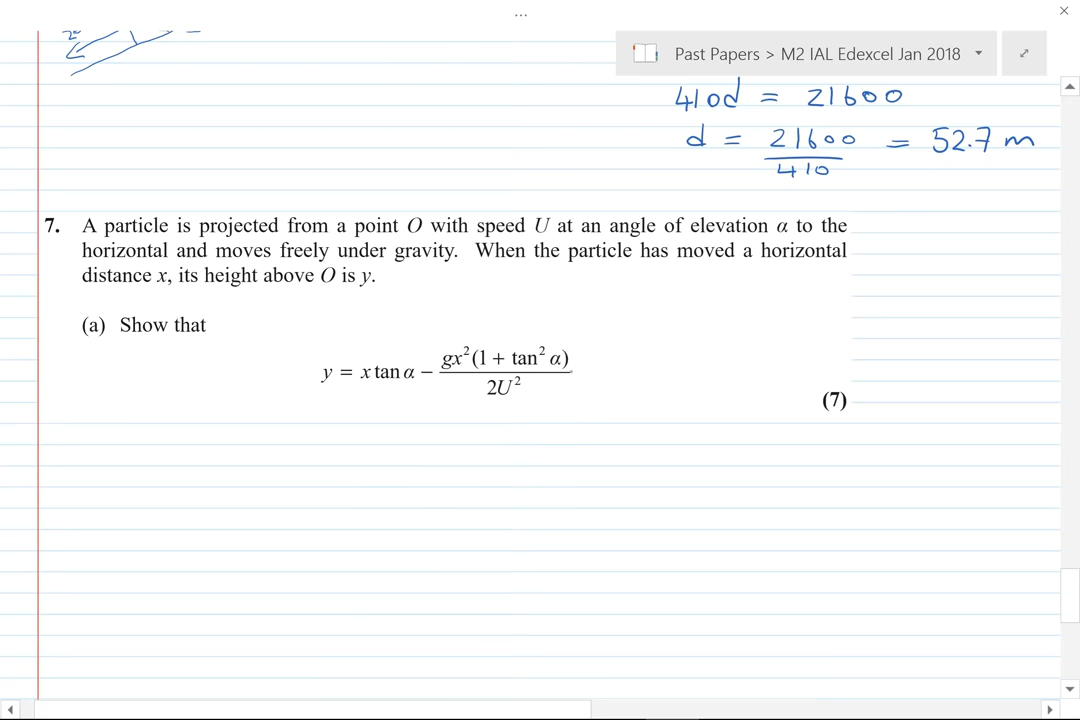 ...
Past Papers > M2 IAL Edexcel Jan 2018
410d = 21600
d = 21600/410 = 52.7 m
7. A particle is projected from a point O with speed U at an angle of elevation α to the
horizontal and moves freely under gravity. When the particle has moved a horizontal
distance x, its height above O is y.
(a) Show that
y = x tan α − gx²(1 + tan² α)/2U²
(7)